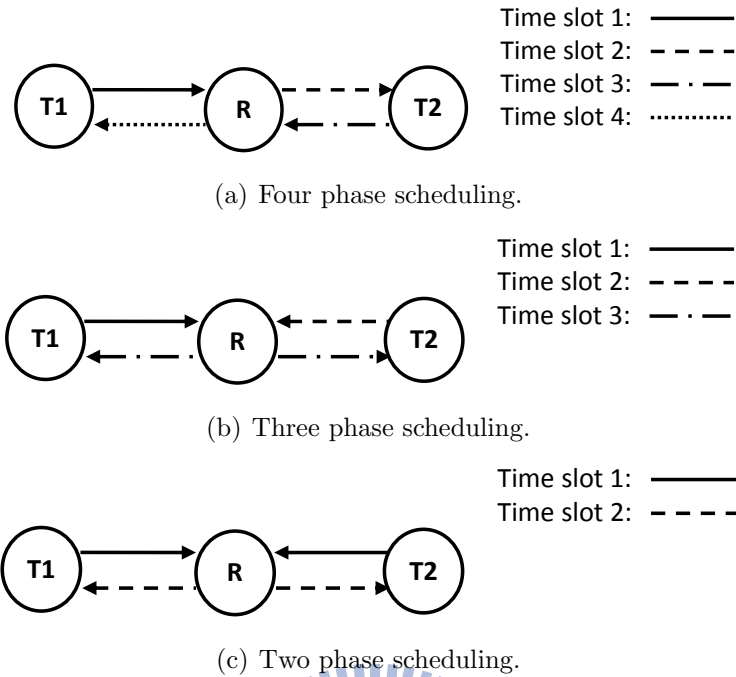 Time slot 1:
Time slot 2:
Time slot 3:
Time slot 4:
T1 R T2
(a) Four phase scheduling.
Time slot 1:
Time slot 2:
Time slot 3:
T1 R T2
(b) Three phase scheduling.
Time slot 1:
Time slot 2:
T1 R T2
(c) Two phase scheduling.